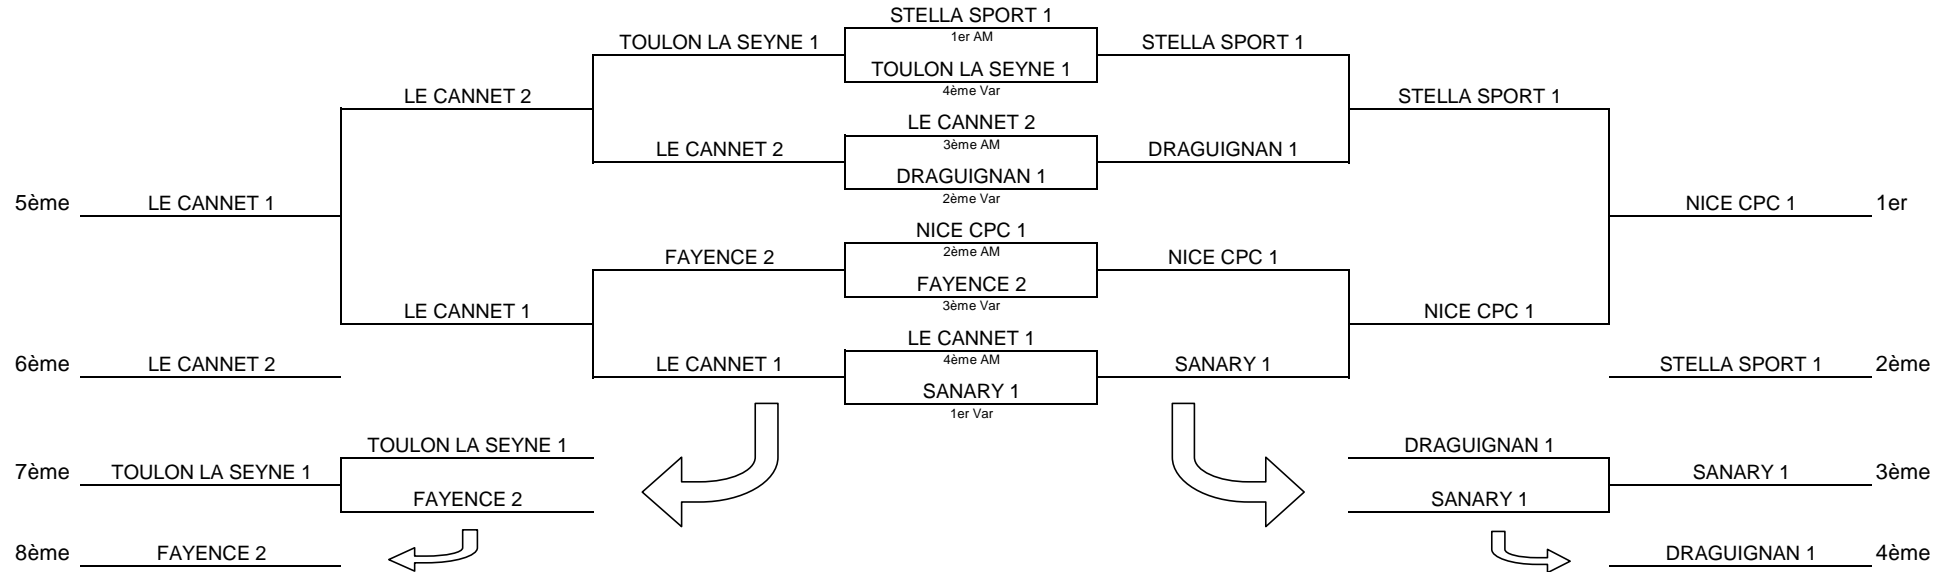 STELLA SPORT 1
1er AM
TOULON LA SEYNE 1
STELLA SPORT 1
TOULON LA SEYNE 1
4ème Var
LE CANNET 2
STELLA SPORT 1
LE CANNET 2
3ème AM
LE CANNET 2
DRAGUIGNAN 1
DRAGUIGNAN 1
2ème Var
5ème LE CANNET 1
NICE CPC 1 1er
NICE CPC 1
2ème AM
FAYENCE 2
NICE CPC 1
FAYENCE 2
3ème Var
LE CANNET 1
NICE CPC 1
LE CANNET 1
4ème AM
6ème LE CANNET 2
LE CANNET 1
SANARY 1
STELLA SPORT 1 2ème
SANARY 1
1er Var
TOULON LA SEYNE 1
DRAGUIGNAN 1
7ème TOULON LA SEYNE 1
SANARY 1 3ème
FAYENCE 2
SANARY 1
8ème FAYENCE 2
DRAGUIGNAN 1 4ème